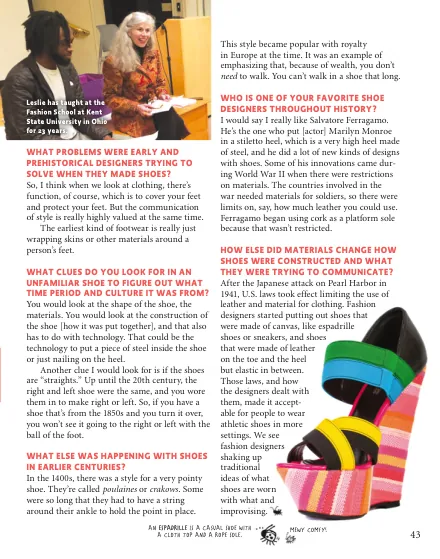 Leslie has taught at the
Fashion School at Kent
State University in Ohio
for 23 years.
WHAT PROBLEMS WERE EARLY AND
PREHISTORICAL DESIGNERS TRYING TO
SOLVE WHEN THEY MADE SHOES?
So, I think when we look at clothing, there's
function, of course, which is to cover your feet
and protect your feet. But the communication
of style is really highly valued at the same time.
The earliest kind of footwear is really just
wrapping skins or other materials around a
person's feet.
WHAT CLUES DO YOU LOOK FOR IN AN
UNFAMILIAR SHOE TO FIGURE OUT WHAT
TIME PERIOD AND CULTURE IT WAS FROM?
You would look at the shape of the shoe, the
materials. You would look at the construction of
the shoe [how it was put together], and that also
has to do with technology. That could be the
technology to put a piece of steel inside the shoe
or just nailing on the heel.
Another clue I would look for is if the shoes
are “straights.” Up until the 20th century, the
right and left shoe were the same, and you wore
them in to make right or left. So, if you have a
shoe that's from the 1850s and you turn it over,
you won't see it going to the right or left with the
ball of the foot.
WHAT ELSE WAS HAPPENING WITH SHOES
IN EARLIER CENTURIES?
In the 1400s, there was a style for a very pointy
shoe. They're called poulaines or crakows. Some
were so long that they had to have a string
around their ankle to hold the point in place.
This style became popular with royalty
in Europe at the time. It was an example of
emphasizing that, because of wealth, you don't
need to walk. You can't walk in a shoe that long.
WHO IS ONE OF YOUR FAVORITE SHOE
DESIGNERS THROUGHOUT HISTORY?
I would say I really like Salvatore Ferragamo.
He's the one who put [actor] Marilyn Monroe
in a stiletto heel, which is a very high heel made
of steel, and he did a lot of new kinds of designs
with shoes. Some of his innovations came dur-
ing World War II when there were restrictions
on materials. The countries involved in the
war needed materials for soldiers, so there were
limits on, say, how much leather you could use.
Ferragamo began using cork as a platform sole
because that wasn't restricted.
HOW ELSE DID MATERIALS CHANGE HOW
SHOES WERE CONSTRUCTED AND WHAT
THEY WERE TRYING TO COMMUNICATE?
After the Japanese attack on Pearl Harbor in
1941, U.S. laws took effect limiting the use of
leather and material for clothing. Fashion
designers started putting out shoes that
were made of canvas, like espadrille
shoes or sneakers, and shoes
that were made of leather
on the toe and the heel
but elastic in between.
Those laws, and how
the designers dealt with
them, made it accept-
able for people to wear
athletic shoes in more
settings. We see
fashion designers
shaking up
traditional
ideas of what
shoes are worn
with what and
improvising.
AN ESPADRILLE IS A CASUAL SHOE WITH
A CLOTH TOP AND A ROPE SOLE.
MEWY COMFY!
43